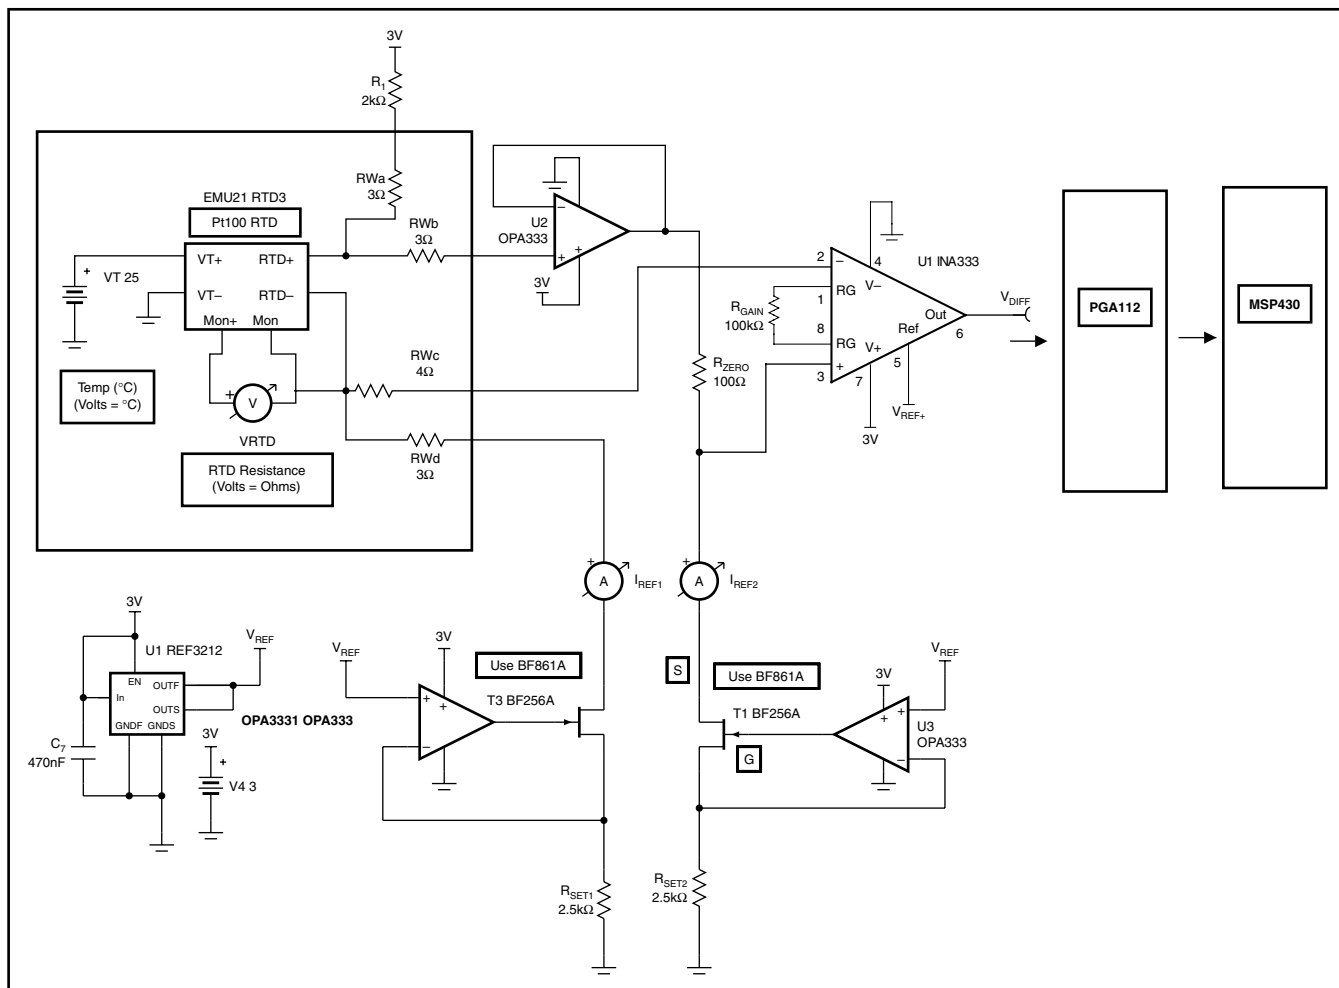 3V
R1
2kΩ
RWa
3Ω
EMU21 RTD3
Pt100 RTD
RWb
3Ω
U2
OPA333
3V
VT+
RTD+
VT 25
VT–
RTD–
Mon+
Mon
+
V
VRTD
Temp (°C)
(Volts = °C)
RTD Resistance
(Volts = Ohms)
RWc
4Ω
RWd
3Ω
–
+
+
RZERO
100Ω
RGAIN
100kΩ
2
–
4
U1 INA333
RG
V–
1
8
RG
Ref
Out
6
V+
+
3
7
5
3V
VREF+
VDIFF
PGA112
MSP430
+
A
IREF1
+
A
IREF2
3V
U1 REF3212
VREF
EN
In
OUTF
OUTS
GNDF
GNDS
C7
470nF
OPA3331 OPA333
3V
+
V4 3
VREF
3V
+
+
–
Use BF861A
T3 BF256A
S
Use BF861A
T1 BF256A
G
3V
VREF
+
+
–
U3
OPA333
RSET1
2.5kΩ
RSET2
2.5kΩ